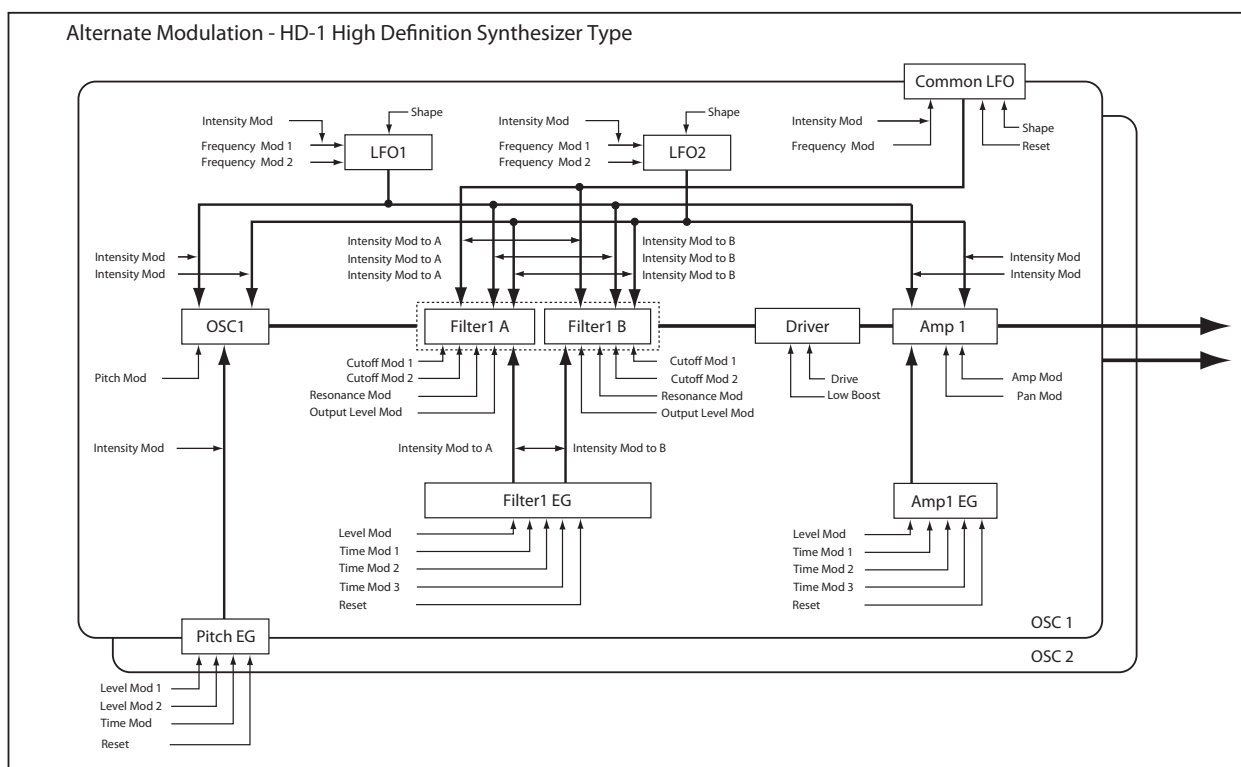 Alternate Modulation - HD-1 High Definition Synthesizer Type
Common LFO
Intensity Mod
Frequency Mod
Shape
Reset
Shape
Intensity Mod
Frequency Mod 1
Frequency Mod 2
LFO1
Shape
Intensity Mod
Frequency Mod 1
Frequency Mod 2
LFO2
Intensity Mod
Intensity Mod
Intensity Mod to A
Intensity Mod to A
Intensity Mod to A
Intensity Mod to B
Intensity Mod to B
Intensity Mod to B
Intensity Mod
Intensity Mod
OSC1
Filter1 A
Filter1 B
Driver
Amp 1
Pitch Mod
Cutoff Mod 1
Cutoff Mod 2
Resonance Mod
Output Level Mod
Cutoff Mod 1
Cutoff Mod 2
Resonance Mod
Output Level Mod
Drive
Low Boost
Amp Mod
Pan Mod
Intensity Mod
Intensity Mod to A
Intensity Mod to B
Filter1 EG
Level Mod
Time Mod 1
Time Mod 2
Time Mod 3
Reset
Amp1 EG
Level Mod
Time Mod 1
Time Mod 2
Time Mod 3
Reset
OSC 1
OSC 2
Pitch EG
Level Mod 1
Level Mod 2
Time Mod
Reset